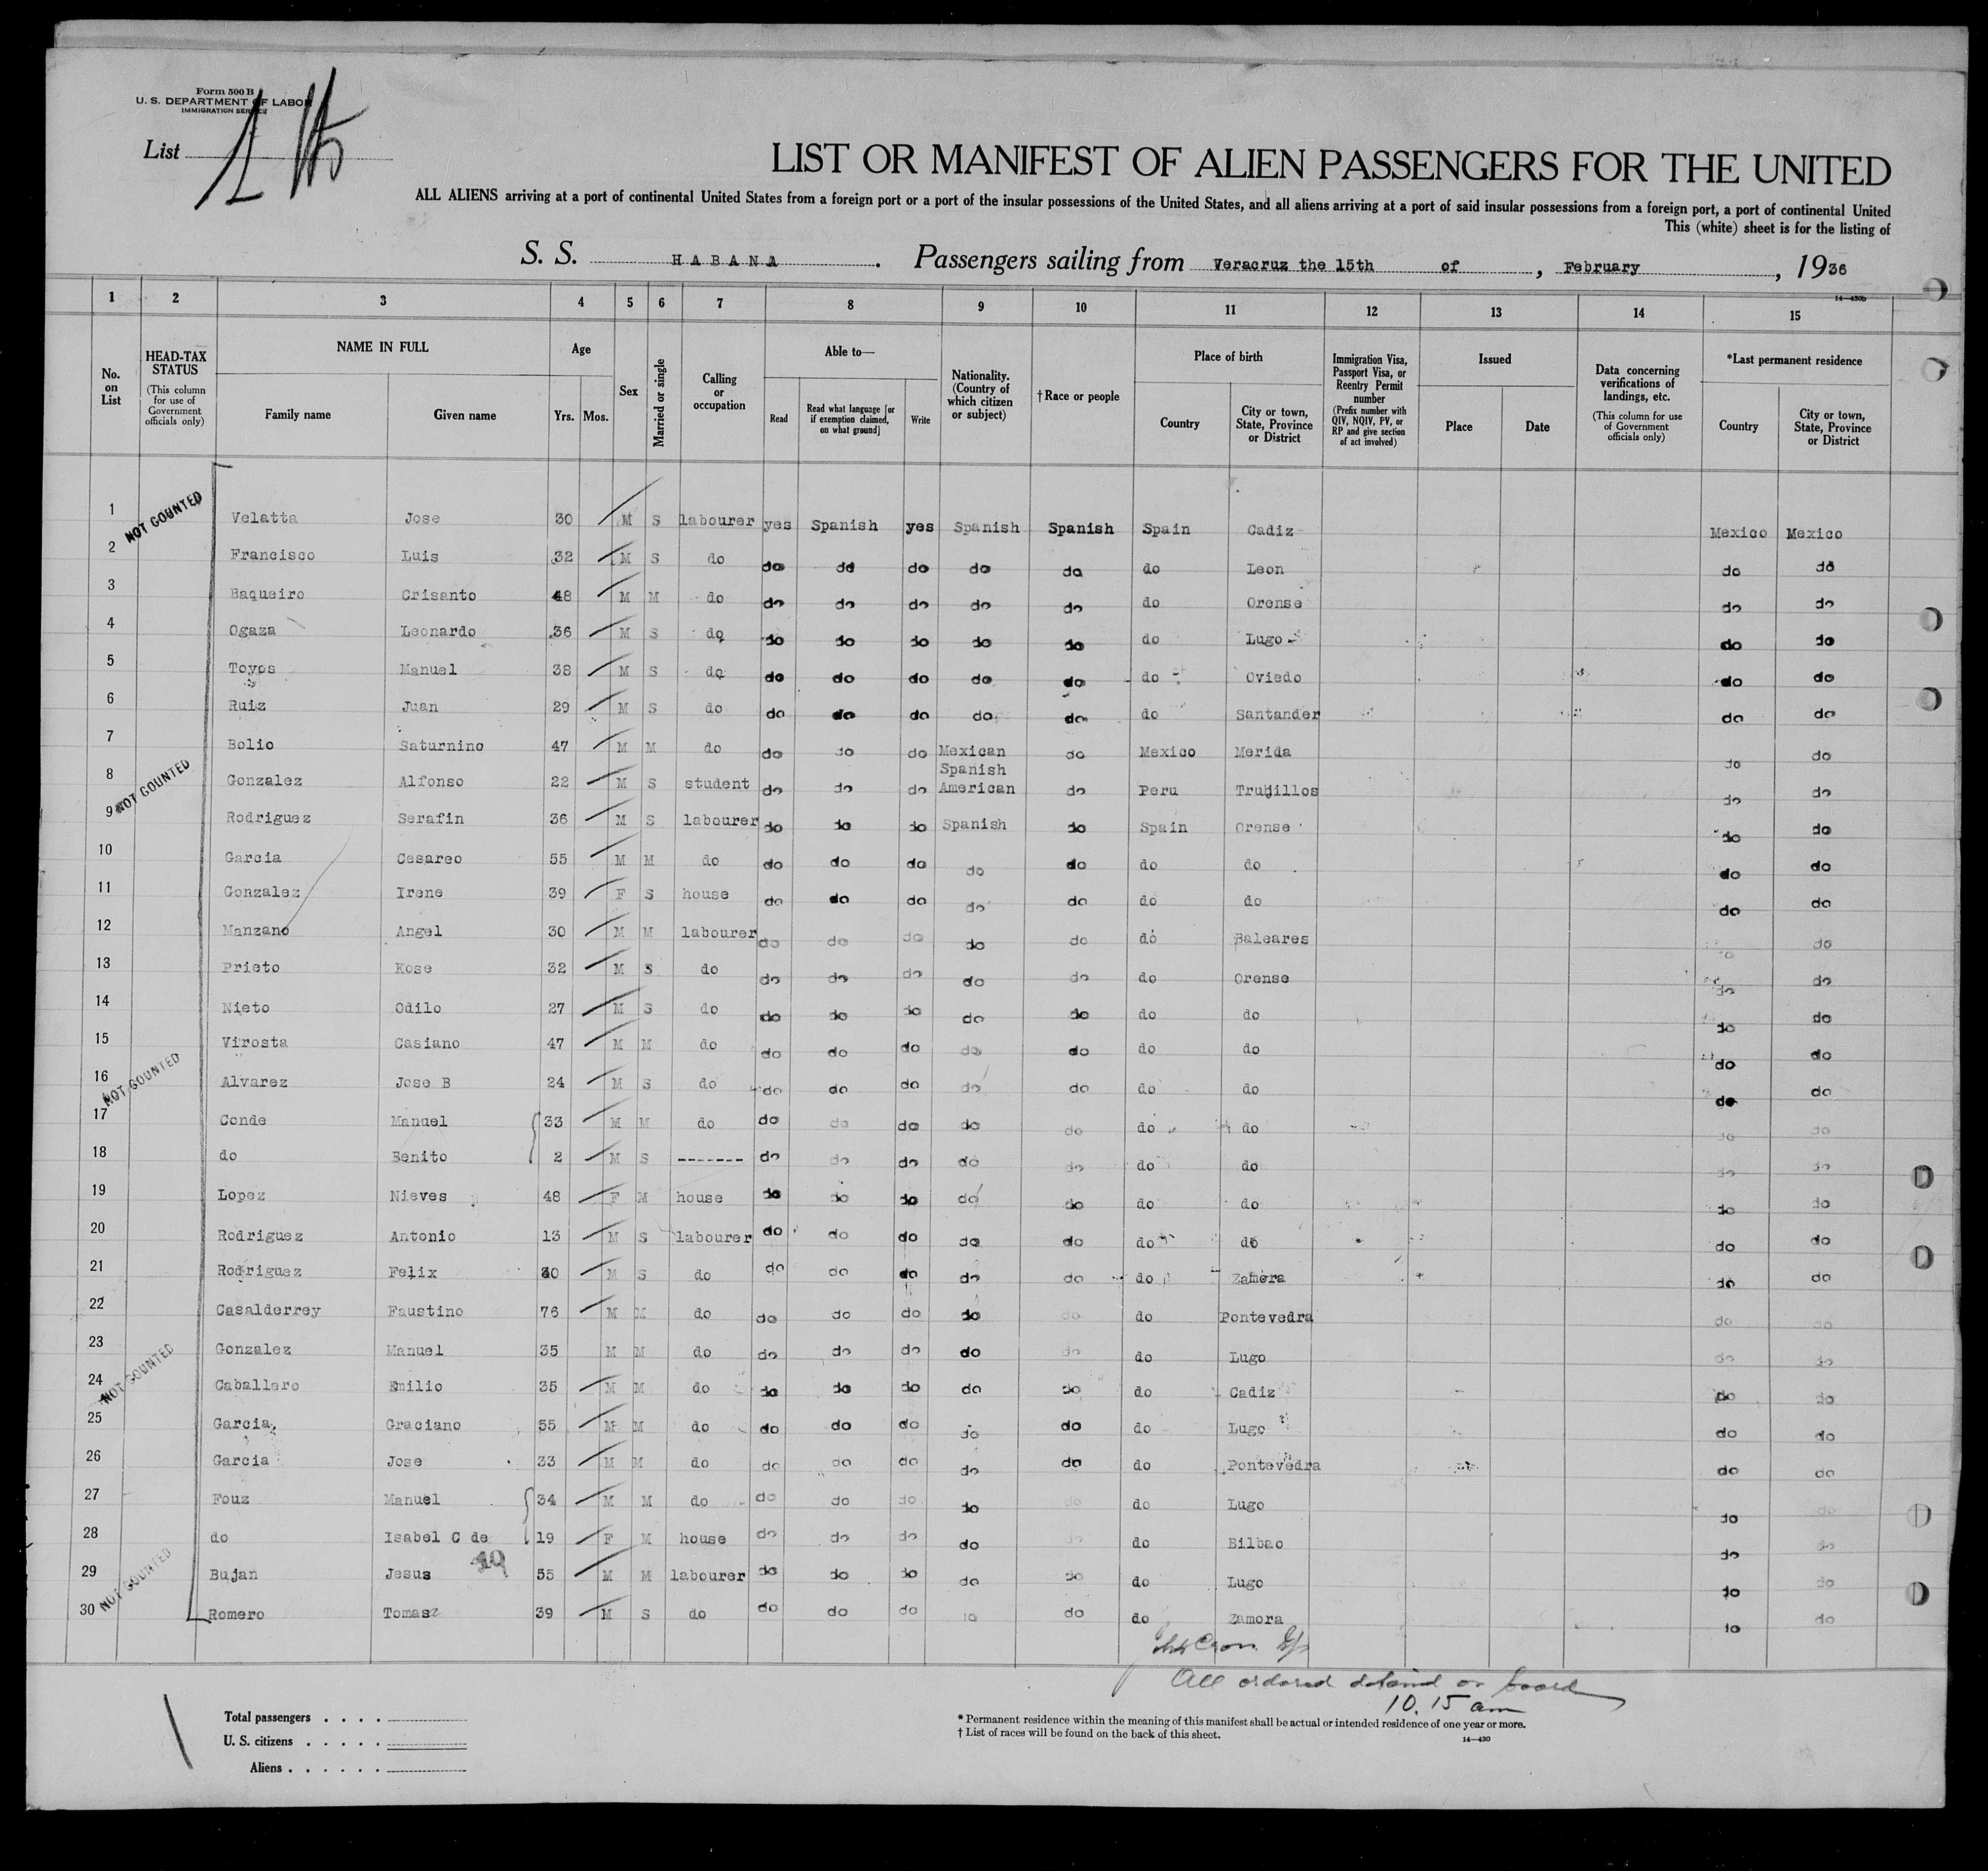 Form 500 B
U. S. DEPARTMENT OF LABOR
IMMIGRATION SERVICE
List
LIST OR MANIFEST OF ALIEN PASSENGERS FOR THE UNITED
ALL ALIENS arriving at a port of continental United States from a foreign port or a port of the insular possessions of the United States, and all aliens arriving at a port of said insular possessions from a foreign port, a port of continental United
This (white) sheet is for the listing of
S. S. HABANA. Passengers sailing from Veracruz the 15th of, February, 1936
14—430b
1 2 3 4 5 6 7 8 9 10 11 12 13 14 15
No. on List
HEAD-TAX STATUS (This column for use of Government officials only)
NAME IN FULL Family name Given name
Age Yrs. Mos.
Sex
Married or single
Calling or occupation
Able to— Read Read what language [or if exemption claimed, on what ground] Write
Nationality. (Country of which citizen or subject)
†Race or people
Place of birth Country City or town, State, Province or District
Immigration Visa, Passport Visa, or Reentry Permit number (Prefix number with QIV, NQIV, PV, or RP and give section of act involved)
Issued Place Date
Data concerning verifications of landings, etc. (This column for use of Government officials only)
*Last permanent residence Country City or town, State, Province or District
1 NOT COUNTED Velatta Jose 30 M S labourer yes Spanish yes Spanish Spanish Spain Cadiz Mexico Mexico
2 Francisco Luis 32 M S do do do do do do do Leon do do
3 Baqueiro Crisanto 48 M M do do do do do do do Orense do do
4 Ogaza Leonardo 36 M S do do do do do do do Lugo do do
5 Toyos Manuel 38 M S do do do do do do do Oviedo do do
6 Ruiz Juan 29 M S do do do do do do do Santander do do
7 Bolio Saturnino 47 M M do do do do Mexican do Mexico Merida do do
8 NOT COUNTED Gonzalez Alfonso 22 M S student do do do Spanish American do Peru Trujillos do do
9 Rodriguez Serafin 36 M S labourer do do do Spanish do Spain Orense do do
10 Garcia Cesareo 55 M M do do do do do do do do do do
11 Gonzalez Irene 39 F S house do do do do do do do do do
12 Manzano Angel 30 M M labourer do do do do do do Baleares do do
13 Prieto Kose 32 M S do do do do do do do Orense do do
14 Nieto Odilo 27 M S do do do do do do do do do do
15 Virosta Casiano 47 M M do do do do do do do do do do
16 NOT COUNTED Alvarez Jose B 24 M S do do do do do do do do do do
17 Conde Manuel 33 M M do do do do do do do do do do
18 do Benito 2 M S ------- do do do do do do do do do
19 Lopez Nieves 48 F M house do do do do do do do do do
20 Rodriguez Antonio 13 M S labourer do do do do do do do do do
21 Rodriguez Felix 30 M S do do do do do do do Zamora do do
22 Casalderrey Faustino 76 M M do do do do do do do Pontevedra do do
23 Gonzalez Manuel 35 M M do do do do do do do Lugo do do
24 NOT COUNTED Caballero Emilio 35 M M do do do do do do do Cadiz do do
25 Garcia Graciano 55 M M do do do do do do do Lugo do do
26 Garcia Jose 33 M M do do do do do do do Pontevedra do do
27 Fouz Manuel 34 M M do do do do do do do Lugo do do
28 do Isabel C de 19 F M house do do do do do do Bilbao do do
29 NOT COUNTED Bujan Jesus 55 M M labourer do do do do do do Lugo do do
30 Romero Tomasz 39 M S do do do do do do do Zamora do do
All ordered detaind on board
10.15 am
Total passengers . . . .
U. S. citizens . . . . .
Aliens . . . . . .
* Permanent residence within the meaning of this manifest shall be actual or intended residence of one year or more.
† List of races will be found on the back of this sheet.
14—430